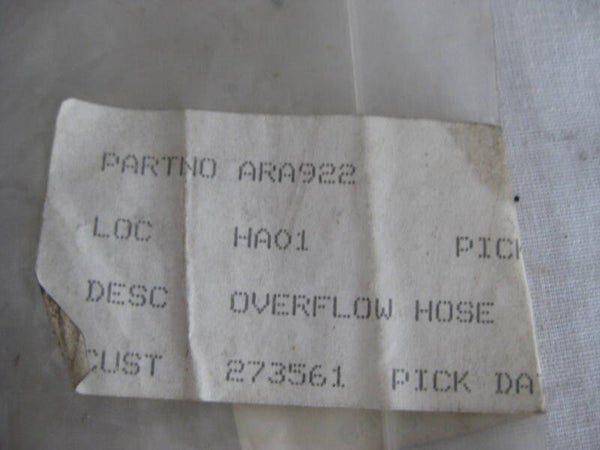 PARTNO ARA922
LOC HA01 PICK
DESC OVERFLOW HOSE
CUST 273561 PICK DA